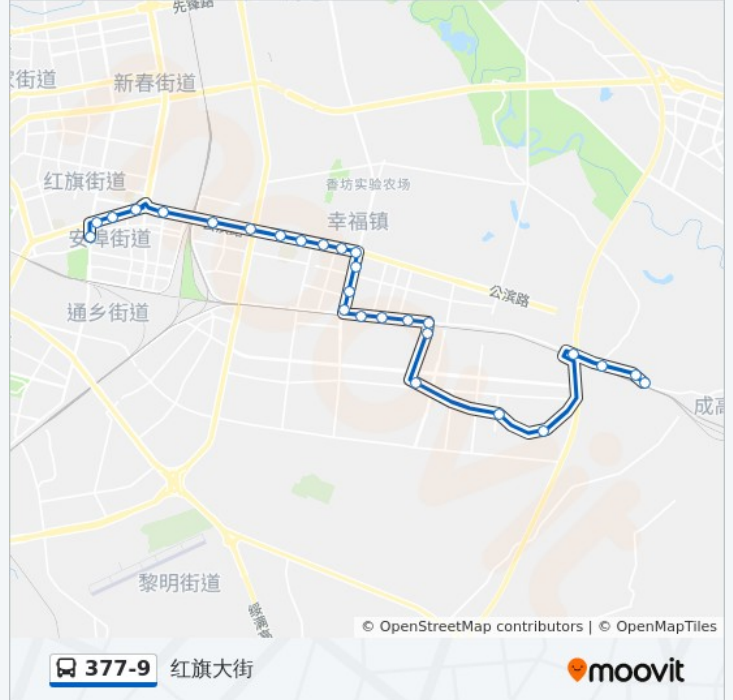 先锋路
街道
新春街道
红旗街道
香坊实验农场
幸福镇
安埠街道
公滨路
通乡街道
成高
黎明街道
© OpenStreetMap contributors | © OpenMapTiles
377-9 红旗大街
moovit